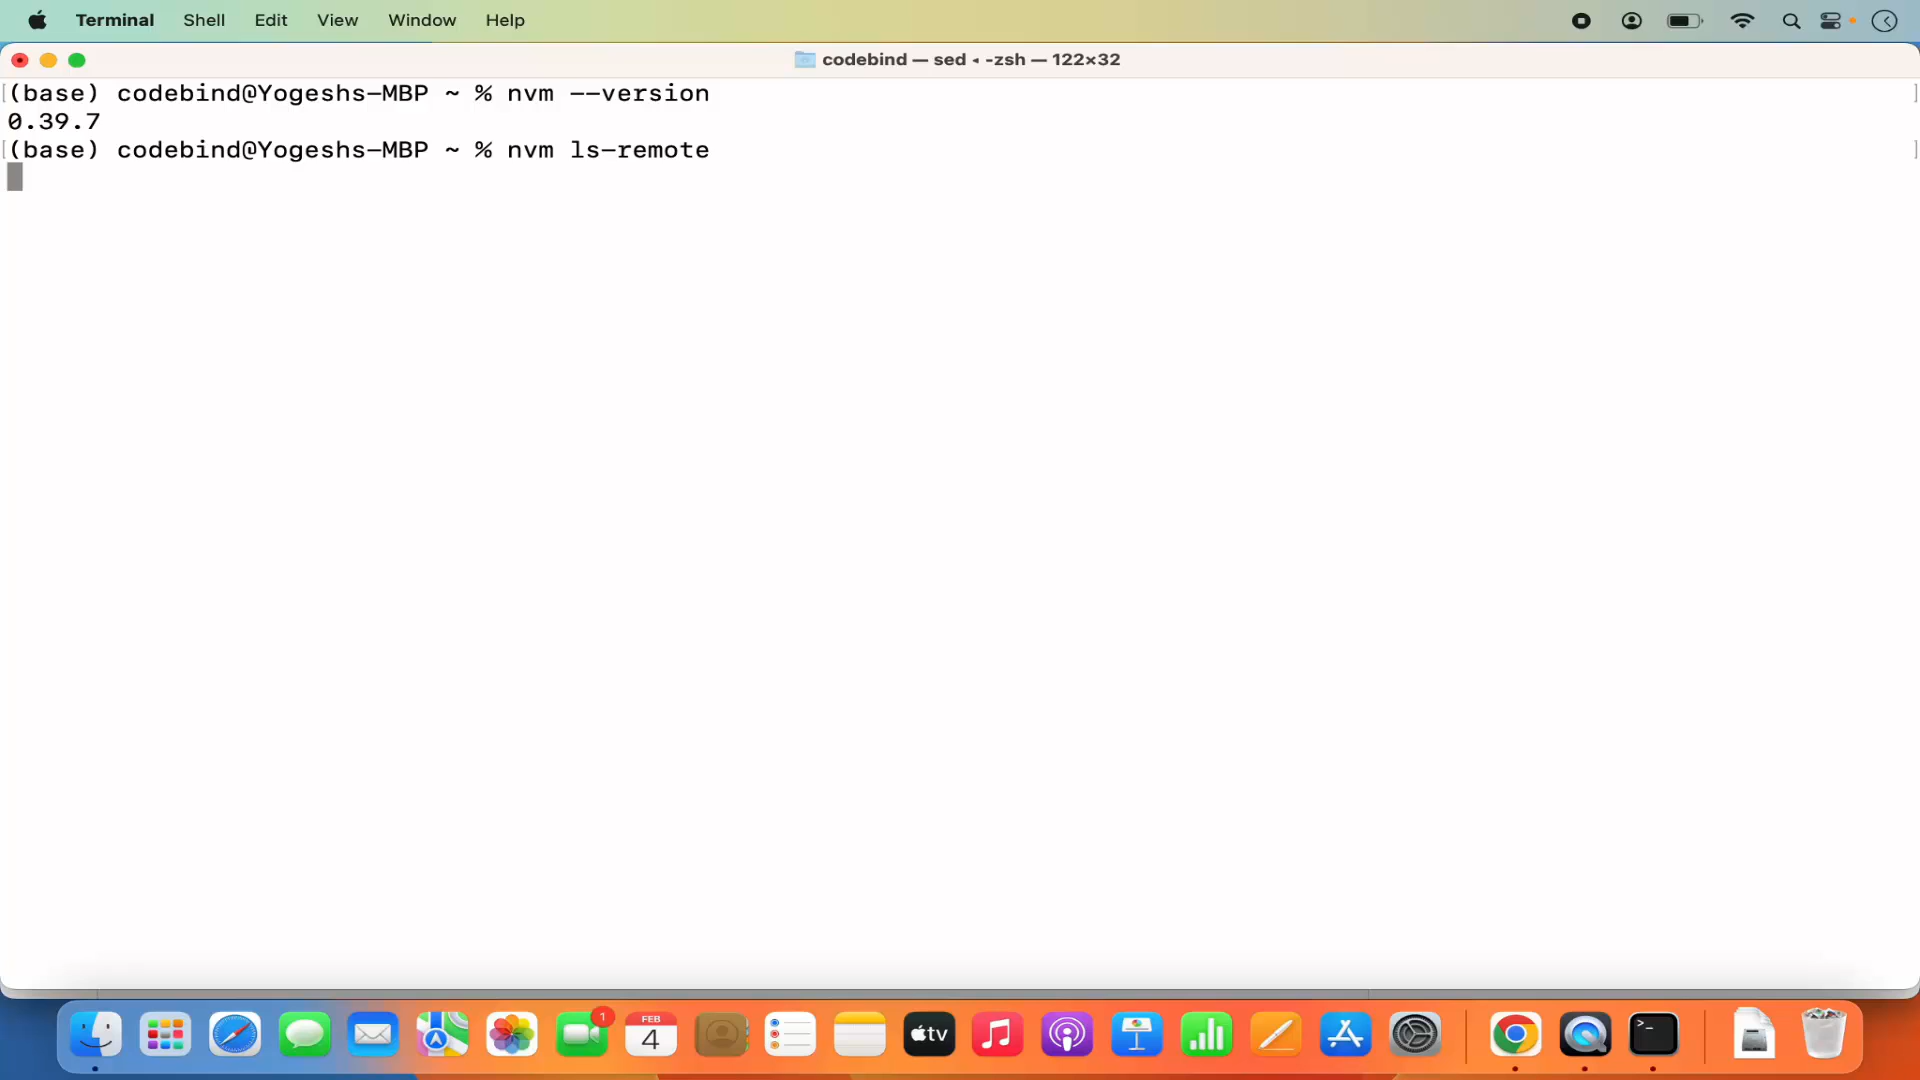 Terminal Shell Edit View Window Help
codebind — sed ◂ -zsh — 122×32
(base) codebind@Yogeshs-MBP ~ % nvm --version
0.39.7
(base) codebind@Yogeshs-MBP ~ % nvm ls-remote
1
FEB
4
tv
>_